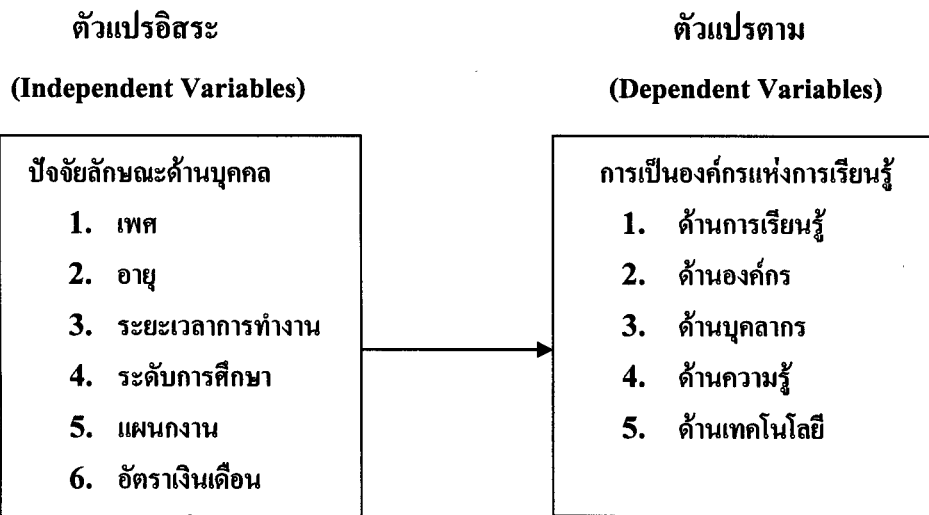 ตัวแปรอิสระ
(Independent Variables)
ปัจจัยลักษณะด้านบุคคล
1. เพศ
2. อายุ
3. ระยะเวลาการทำงาน
4. ระดับการศึกษา
5. แผนกงาน
6. อัตราเงินเดือน
ตัวแปรตาม
(Dependent Variables)
การเป็นองค์กรแห่งการเรียนรู้
1. ด้านการเรียนรู้
2. ด้านองค์กร
3. ด้านบุคลากร
4. ด้านความรู้
5. ด้านเทคโนโลยี